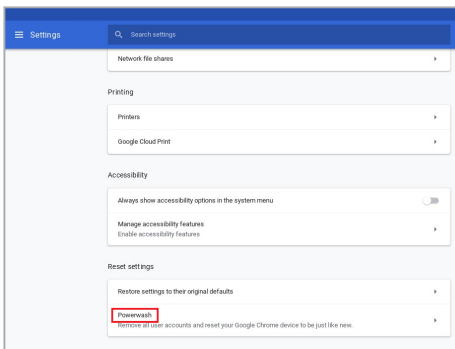 Settings
Search settings
Network file shares
Printing
Printers
Google Cloud Print
Accessibility
Always show accessibility options in the system menu
Manage accessibility features
Enable accessibility features
Reset settings
Restore settings to their original defaults
Powerwash
Remove all user accounts and reset your Google Chrome device to be just like new.